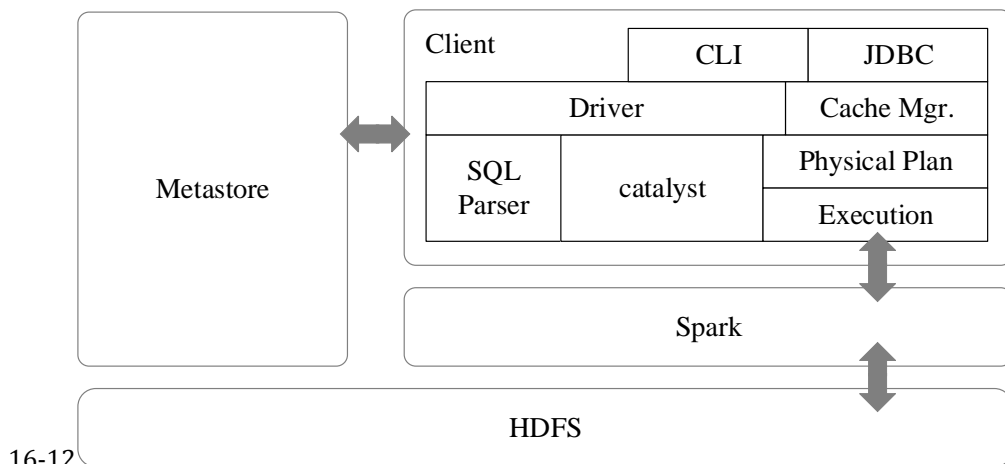 Client
CLI
JDBC
Driver
Cache Mgr.
Metastore
SQL
Parser
catalyst
Physical Plan
Execution
Spark
HDFS
16-12